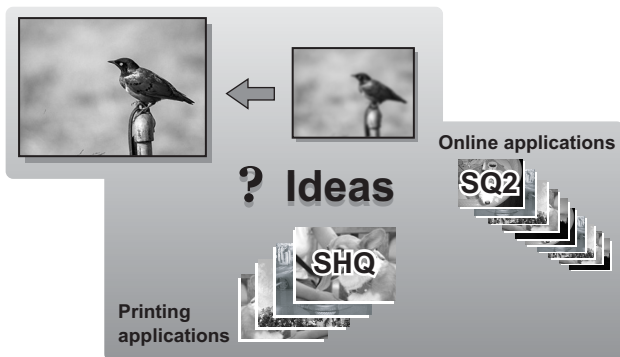 Online applications
SQ2
? Ideas
SHQ
Printing
applications